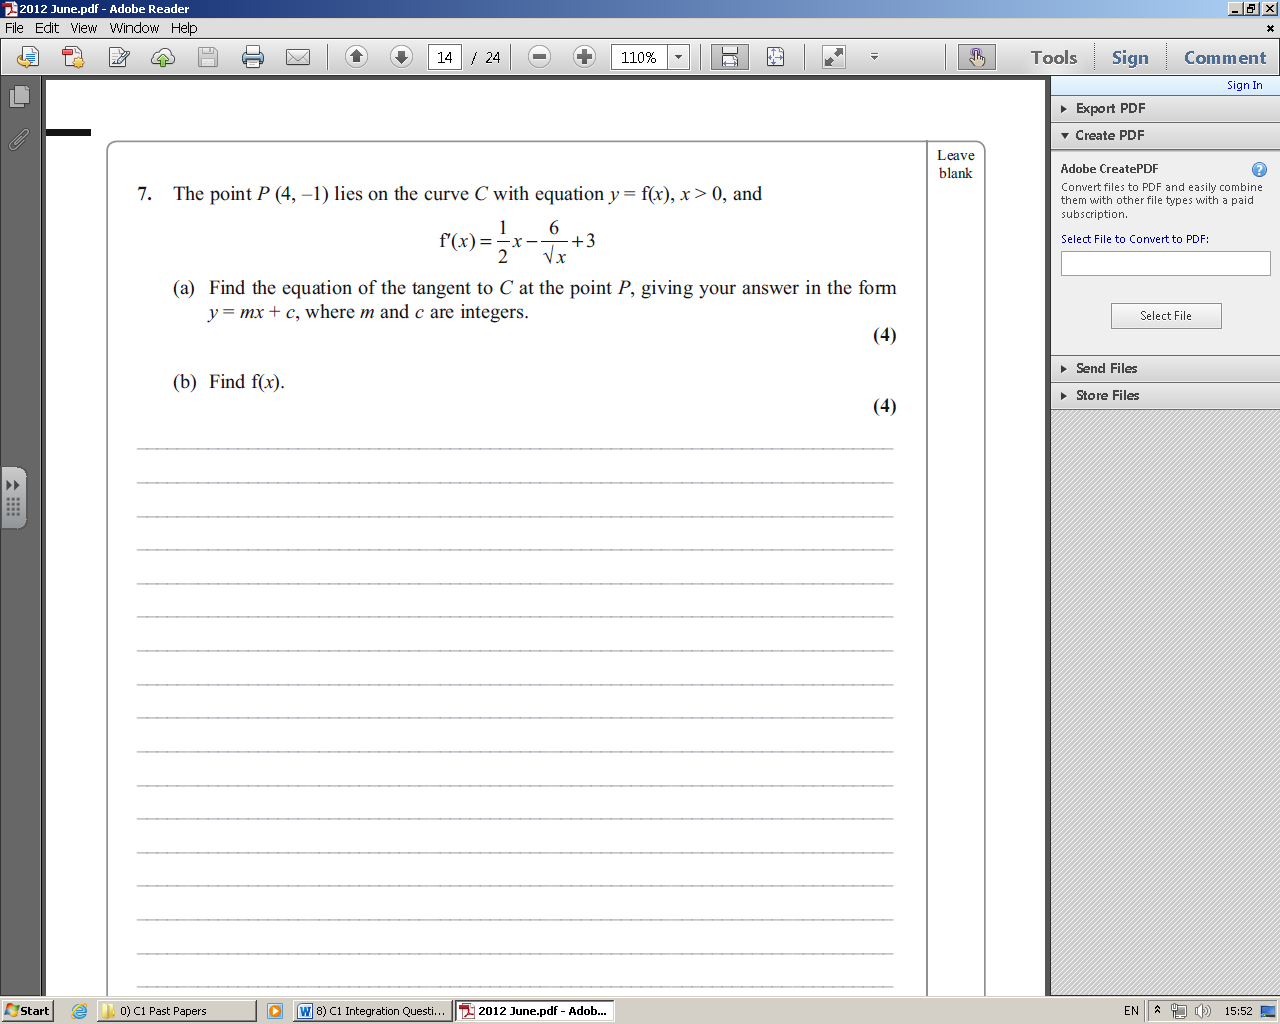 2012 June.pdf - Adobe Reader
File Edit View Window Help
14 / 24
110%
Tools Sign Comment
Sign In
Export PDF
Create PDF
Adobe CreatePDF
Convert files to PDF and easily combine
them with other file types with a paid
subscription.
Select File to Convert to PDF:
Select File
Send Files
Store Files
Leave
blank
7. The point P (4, –1) lies on the curve C with equation y = f(x), x > 0, and
f′(x) = 1/2 x − 6/√x + 3
(a) Find the equation of the tangent to C at the point P, giving your answer in the form
y = mx + c, where m and c are integers.
(4)
(b) Find f(x).
(4)
Start
0) C1 Past Papers
8) C1 Integration Questi...
2012 June.pdf - Adob...
EN
15:52